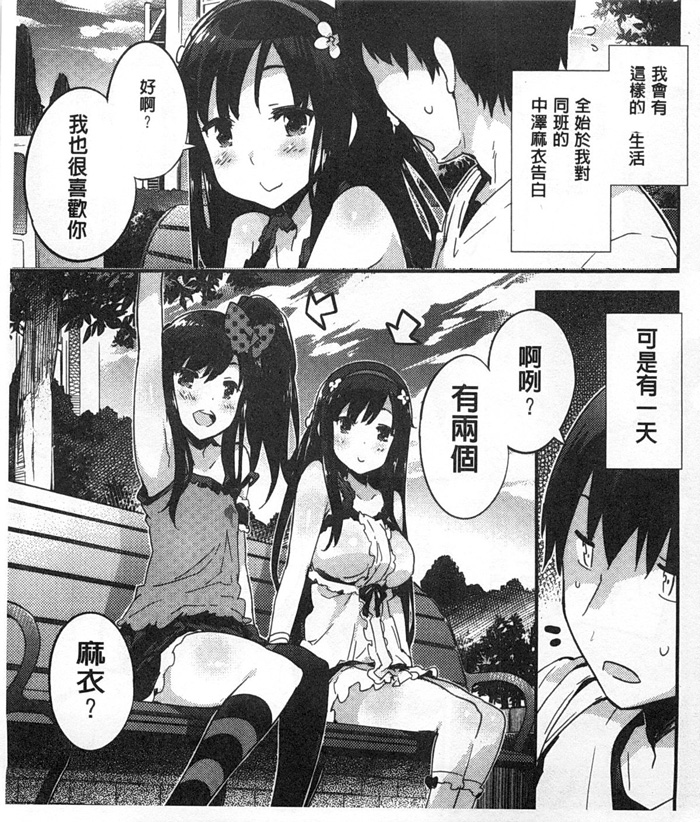 我會有
這樣的 生活
全始於我對
同班的
中澤麻衣告白
好啊？
我也很喜歡你
可是有一天
啊咧？
有兩個
麻衣？